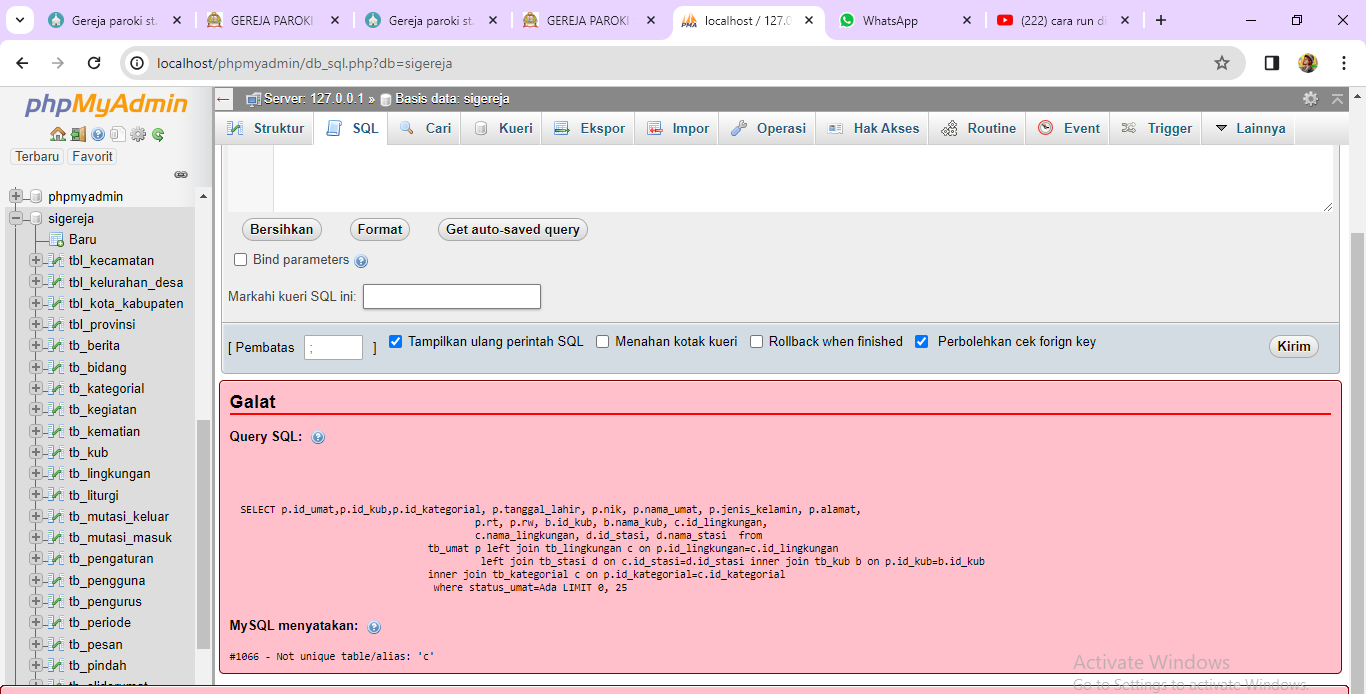 Gereja paroki st.
GEREJA PAROKI
Gereja paroki st.
GEREJA PAROKI
localhost / 127.0
WhatsApp
(222) cara run di
localhost/phpmyadmin/db_sql.php?db=sigereja
phpMyAdmin
Terbaru
Favorit
phpmyadmin
sigereja
Baru
tbl_kecamatan
tbl_kelurahan_desa
tbl_kota_kabupaten
tbl_provinsi
tb_berita
tb_bidang
tb_kategorial
tb_kegiatan
tb_kematian
tb_kub
tb_lingkungan
tb_liturgi
tb_mutasi_keluar
tb_mutasi_masuk
tb_pengaturan
tb_pengguna
tb_pengurus
tb_periode
tb_pesan
tb_pindah
Server: 127.0.0.1 » Basis data: sigereja
Struktur
SQL
Cari
Kueri
Ekspor
Impor
Operasi
Hak Akses
Routine
Event
Trigger
Lainnya
Bersihkan
Format
Get auto-saved query
Bind parameters
Markahi kueri SQL ini:
[ Pembatas ; ]
Tampilkan ulang perintah SQL
Menahan kotak kueri
Rollback when finished
Perbolehkan cek forign key
Kirim
Galat
Query SQL:
SELECT p.id_umat,p.id_kub,p.id_kategorial, p.tanggal_lahir, p.nik, p.nama_umat, p.jenis_kelamin, p.alamat,
p.rt, p.rw, b.id_kub, b.nama_kub, c.id_lingkungan,
c.nama_lingkungan, d.id_stasi, d.nama_stasi from
tb_umat p left join tb_lingkungan c on p.id_lingkungan=c.id_lingkungan
left join tb_stasi d on c.id_stasi=d.id_stasi inner join tb_kub b on p.id_kub=b.id_kub
inner join tb_kategorial c on p.id_kategorial=c.id_kategorial
where status_umat=Ada LIMIT 0, 25
MySQL menyatakan:
#1066 - Not unique table/alias: 'c'
Activate Windows
Go to Settings to activate Windows.